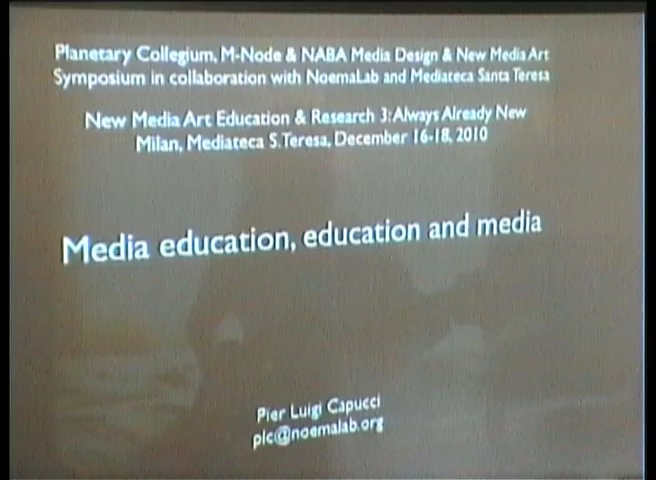 Planetary Collegium, M-Node & NABA Media Design & New Media Art
Symposium in collaboration with NoemaLab and Mediateca Santa Teresa
New Media Art Education & Research 3: Always Already New
Milan, Mediateca S. Teresa, December 16-18, 2010
Media education, education and media
Pier Luigi Capucci
plc@noemalab.org